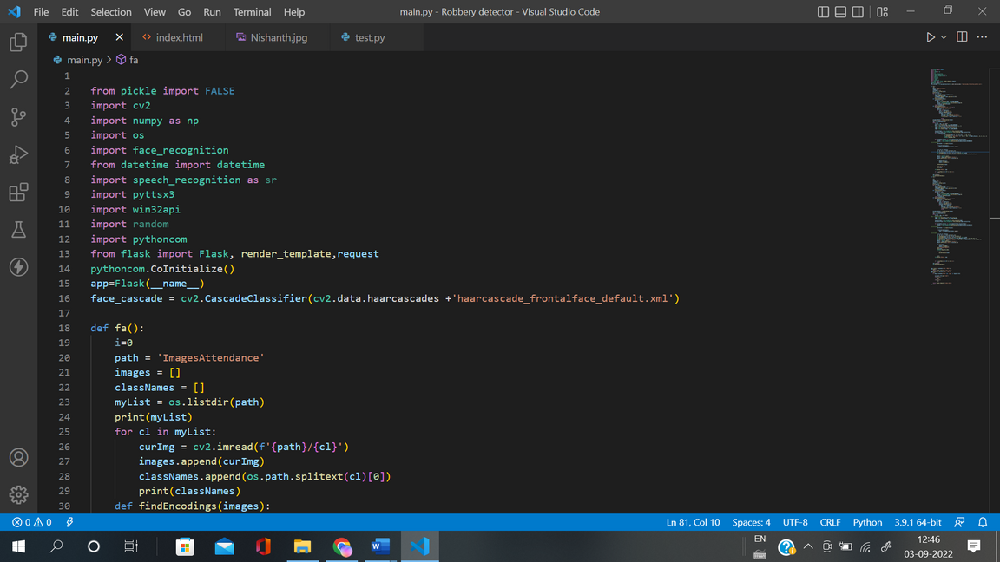 File Edit Selection View Go Run Terminal Help main.py - Robbery detector - Visual Studio Code
main.py index.html Nishanth.jpg test.py
main.py > fa
1
2 from pickle import FALSE
3 import cv2
4 import numpy as np
5 import os
6 import face_recognition
7 from datetime import datetime
8 import speech_recognition as sr
9 import pyttsx3
10 import win32api
11 import random
12 import pythoncom
13 from flask import Flask, render_template,request
14 pythoncom.CoInitialize()
15 app=Flask(__name__)
16 face_cascade = cv2.CascadeClassifier(cv2.data.haarcascades +'haarcascade_frontalface_default.xml')
17
18 def fa():
19 i=0
20 path = 'ImagesAttendance'
21 images = []
22 classNames = []
23 myList = os.listdir(path)
24 print(myList)
25 for cl in myList:
26 curImg = cv2.imread(f'{path}/{cl}')
27 images.append(curImg)
28 classNames.append(os.path.splitext(cl)[0])
29 print(classNames)
30 def findEncodings(images):
0 0 Ln 81, Col 10 Spaces: 4 UTF-8 CRLF Python 3.9.1 64-bit
EN 12:46
03-09-2022